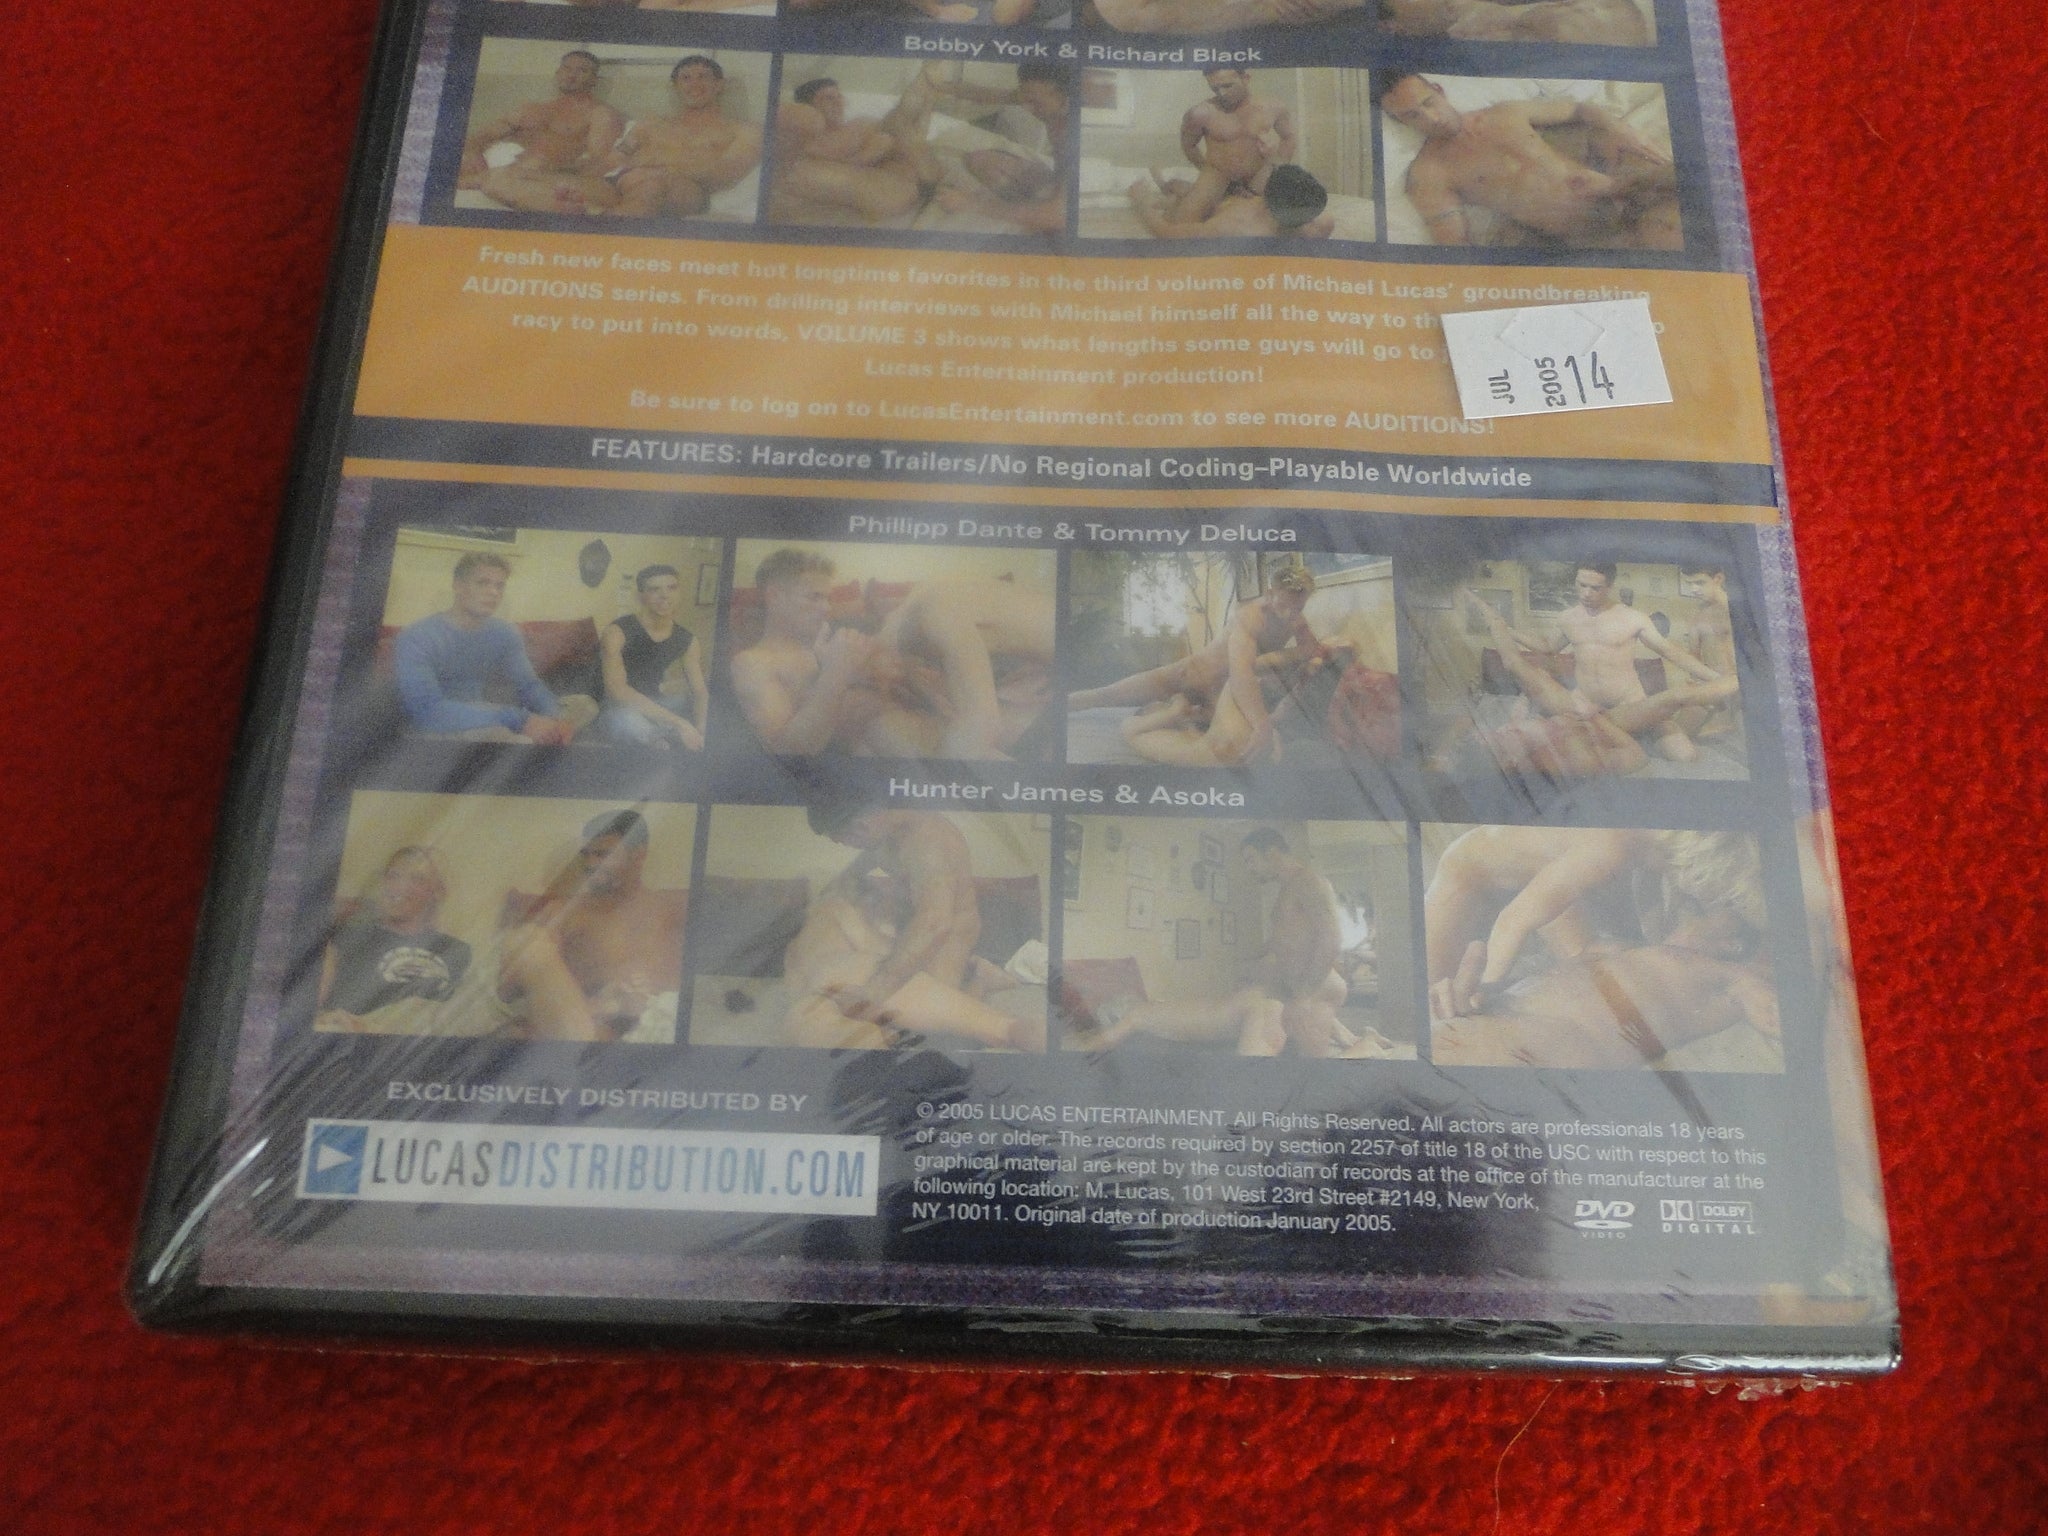 Bobby York & Richard Black
Fresh new faces meet hot longtime favorites in the third volume of Michael Lucas' groundbreaking
AUDITIONS series. From drilling interviews with Michael himself all the way to
racy to put into words, VOLUME 3 shows what lengths some guys will go to
Lucas Entertainment production!
Be sure to log on to LucasEntertainment.com to see more AUDITIONS!
JUL 2005 14
FEATURES: Hardcore Trailers/No Regional Coding–Playable Worldwide
Phillipp Dante & Tommy Deluca
Hunter James & Asoka
EXCLUSIVELY DISTRIBUTED BY
LUCASDISTRIBUTION.COM
© 2005 LUCAS ENTERTAINMENT. All Rights Reserved. All actors are professionals 18 years
of age or older. The records required by section 2257 of title 18 of the USC with respect to this
graphical material are kept by the custodian of records at the office of the manufacturer at the
following location: M. Lucas, 101 West 23rd Street #2149, New York,
NY 10011. Original date of production January 2005.
DVD
VIDEO
DOLBY
DIGITAL